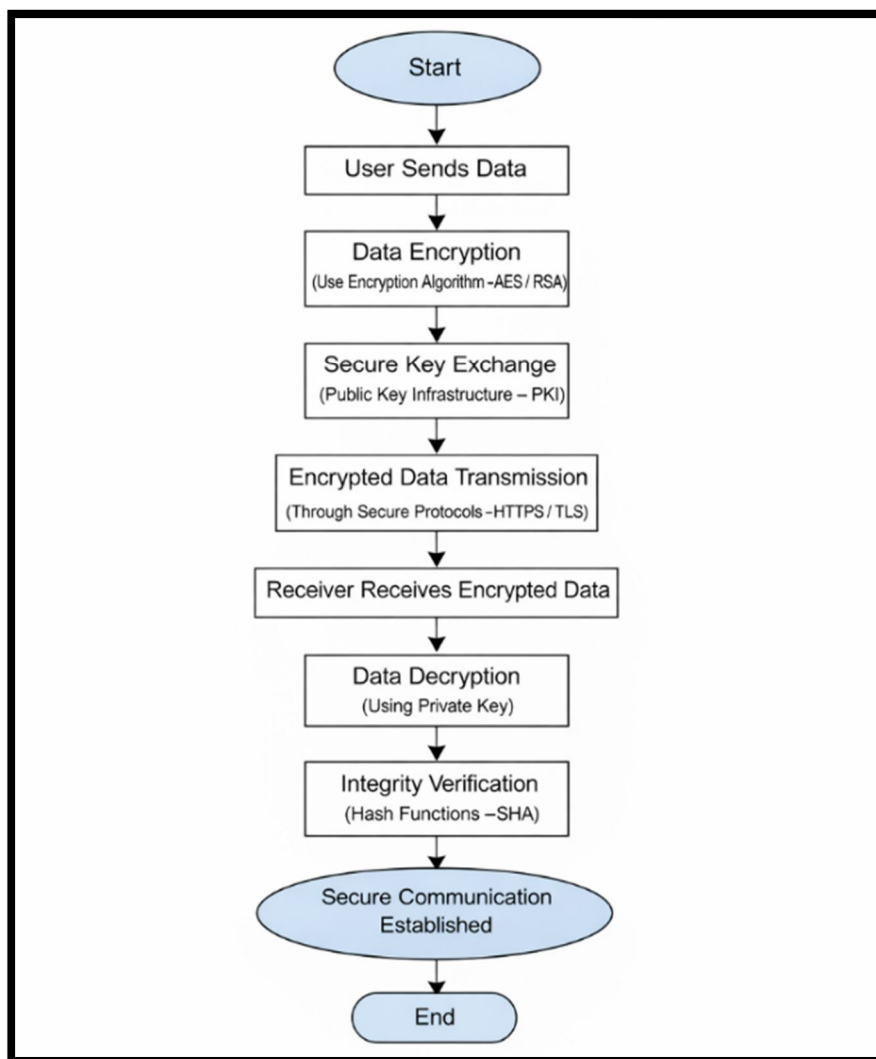 Start
User Sends Data
Data Encryption
(Use Encryption Algorithm –AES / RSA)
Secure Key Exchange
(Public Key Infrastructure – PKI)
Encrypted Data Transmission
(Through Secure Protocols –HTTPS / TLS)
Receiver Receives Encrypted Data
Data Decryption
(Using Private Key)
Integrity Verification
(Hash Functions –SHA)
Secure Communication
Established
End